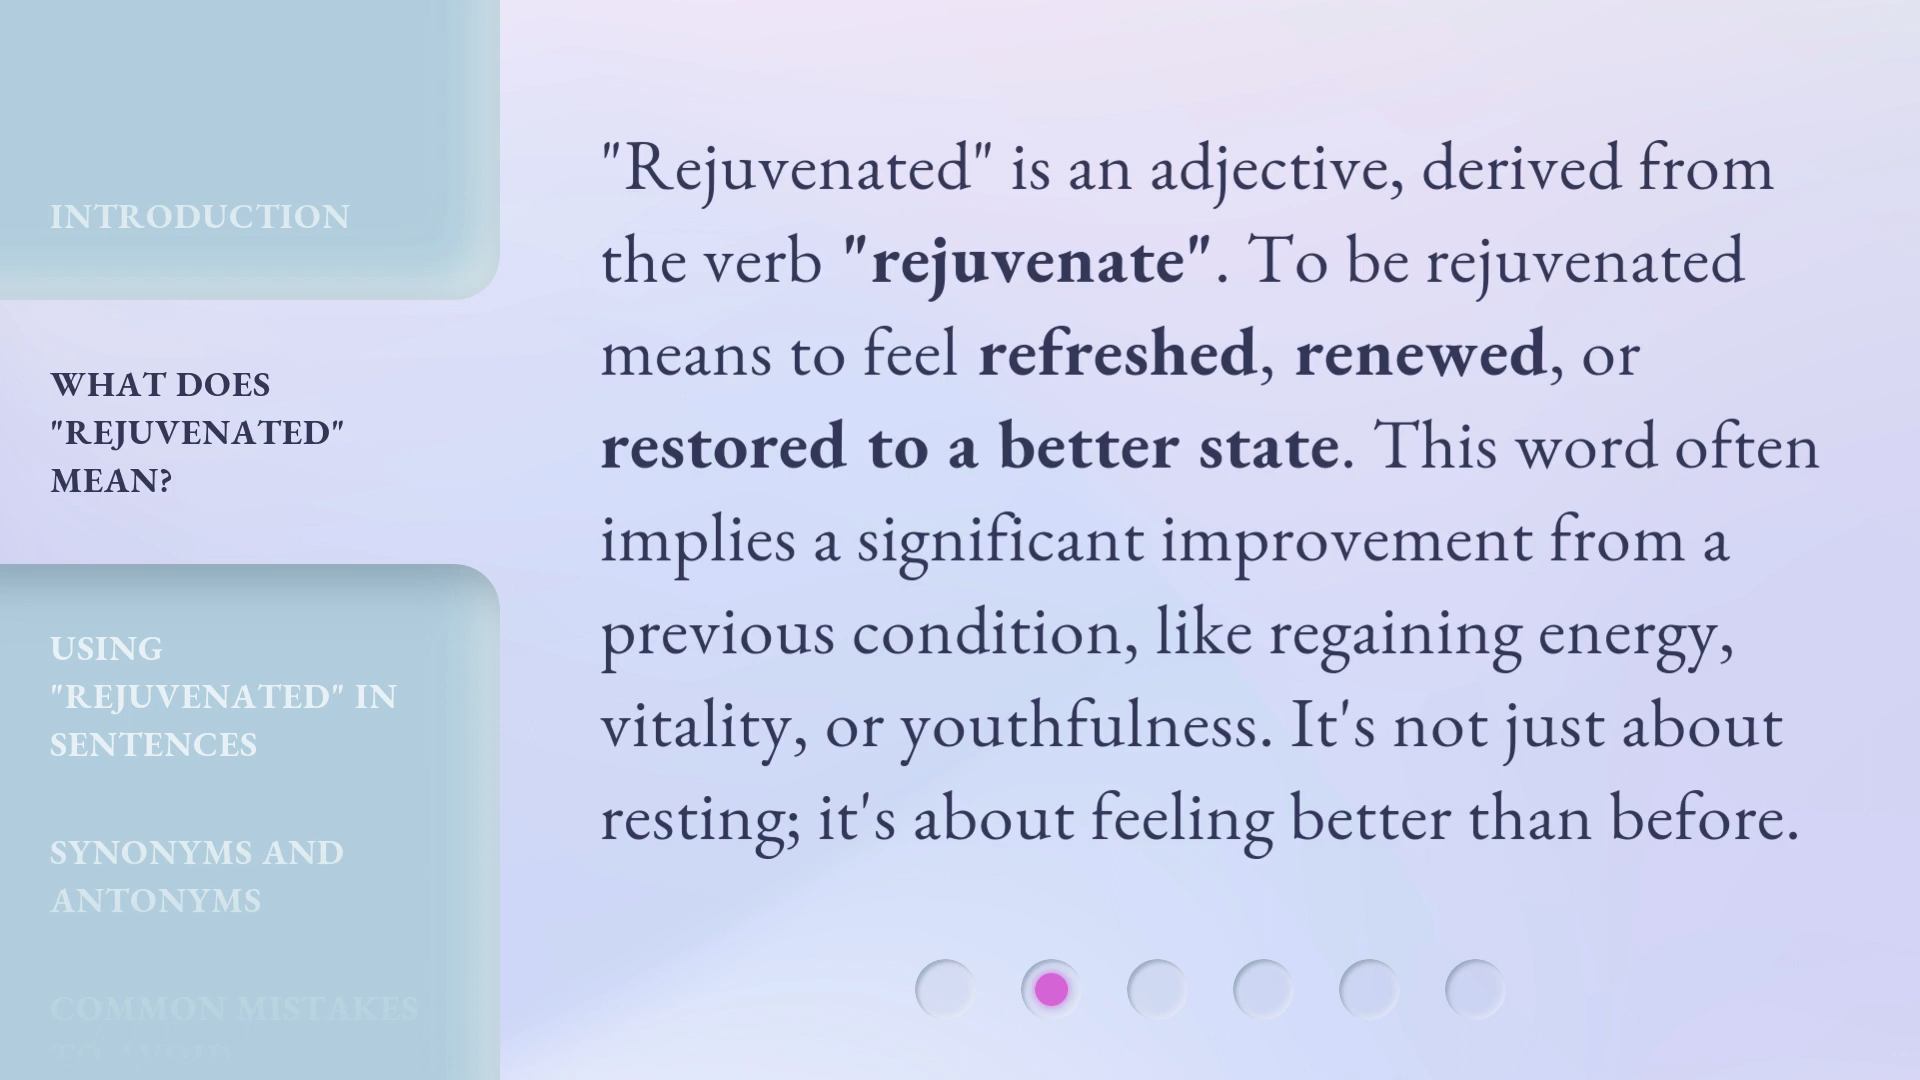 INTRODUCTION
WHAT DOES
"REJUVENATED"
MEAN?
USING
"REJUVENATED" IN
SENTENCES
SYNONYMS AND
ANTONYMS
COMMON MISTAKES
TO AVOID
"Rejuvenated" is an adjective, derived from
the verb "rejuvenate". To be rejuvenated
means to feel refreshed, renewed, or
restored to a better state. This word often
implies a significant improvement from a
previous condition, like regaining energy,
vitality, or youthfulness. It's not just about
resting; it's about feeling better than before.